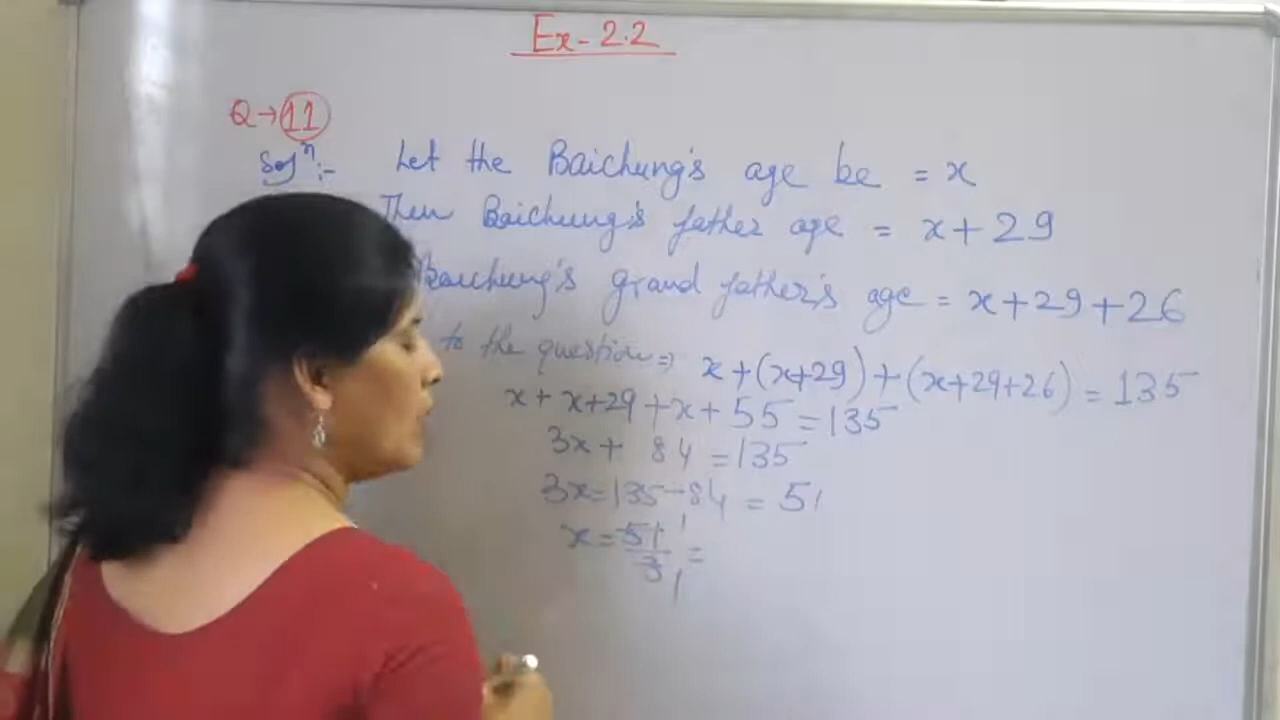 Ex-2.2
Q→11
Solⁿ:- Let the Baichung's age be = x
Then Baichung's father age = x+29
Baichung's grand father's age = x+29+26
to the question ⇒ x+(x+29)+(x+29+26)=135
x+x+29+x+55=135
3x+ 84=135
3x=135-84 = 51
x=51/3 =